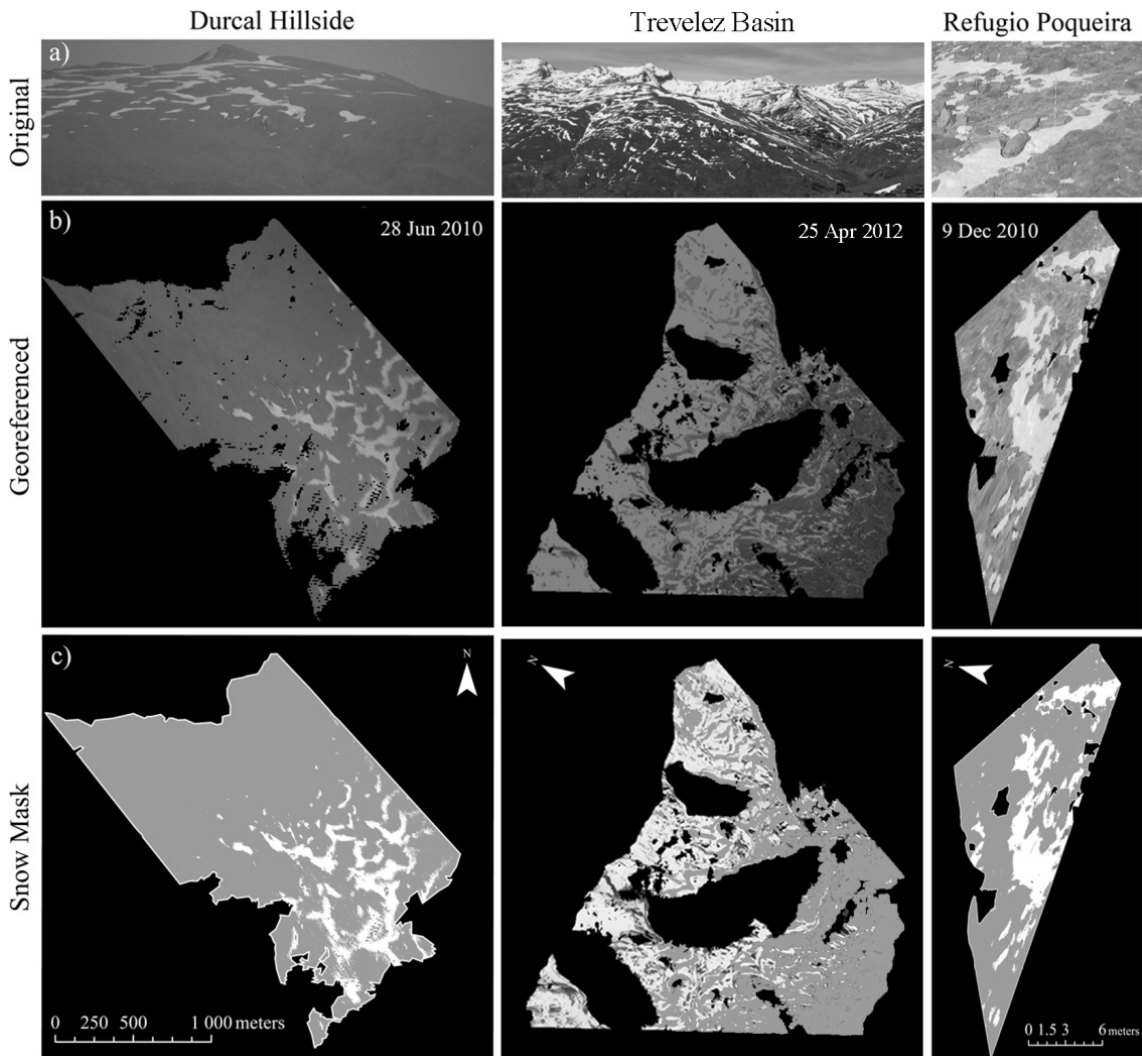 Durcal Hillside
Trevelez Basin
Refugio Poqueira
Original
a)
Georeferenced
b)
28 Jun 2010
25 Apr 2012
9 Dec 2010
Snow Mask
c)
N
N
N
0 250 500 1 000 meters
0 1.5 3 6 meters